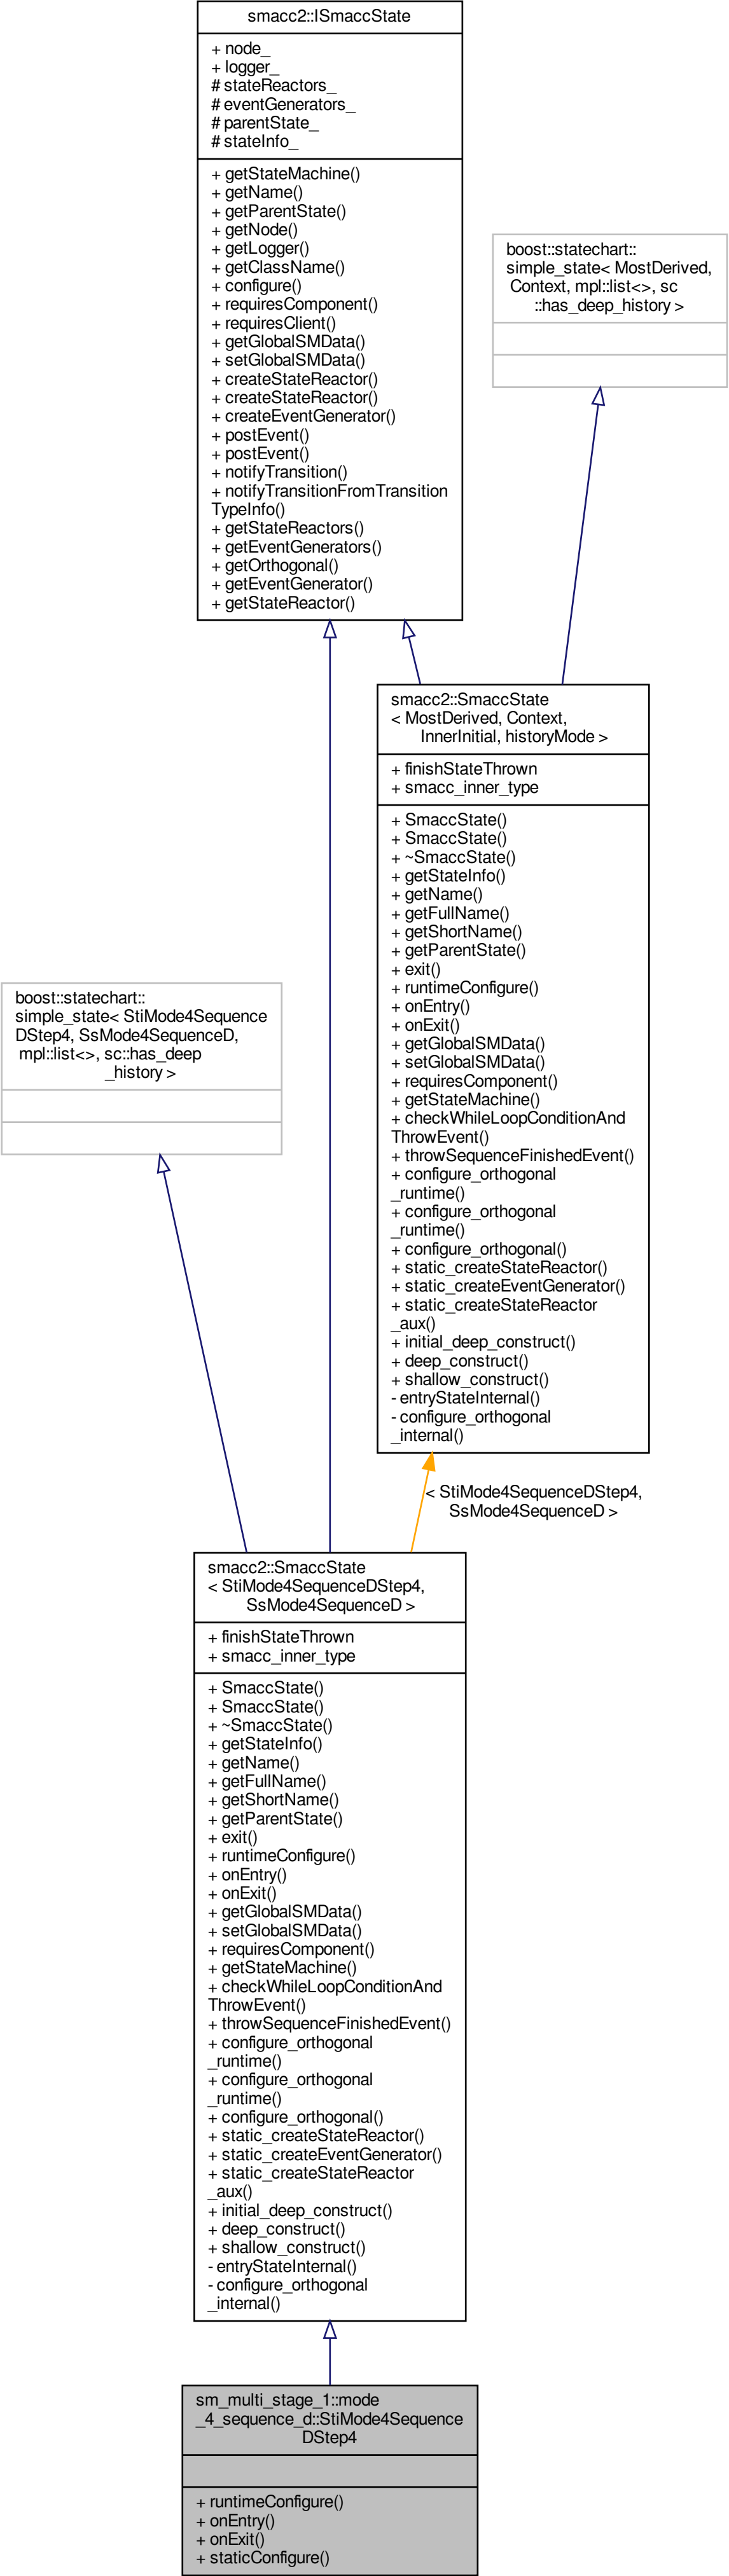 smacc2::ISmaccState
+ node_
+ logger_
# stateReactors_
# eventGenerators_
# parentState_
# stateInfo_
+ getStateMachine()
+ getName()
+ getParentState()
+ getNode()
+ getLogger()
+ getClassName()
+ configure()
+ requiresComponent()
+ requiresClient()
+ getGlobalSMData()
+ setGlobalSMData()
+ createStateReactor()
+ createStateReactor()
+ createEventGenerator()
+ postEvent()
+ postEvent()
+ notifyTransition()
+ notifyTransitionFromTransition
TypeInfo()
+ getStateReactors()
+ getEventGenerators()
+ getOrthogonal()
+ getEventGenerator()
+ getStateReactor()
boost::statechart::
simple_state< MostDerived,
Context, mpl::list<>, sc
::has_deep_history >
smacc2::SmaccState
< MostDerived, Context,
InnerInitial, historyMode >
+ finishStateThrown
+ smacc_inner_type
+ SmaccState()
+ SmaccState()
+ ~SmaccState()
+ getStateInfo()
+ getName()
+ getFullName()
+ getShortName()
+ getParentState()
+ exit()
+ runtimeConfigure()
+ onEntry()
+ onExit()
+ getGlobalSMData()
+ setGlobalSMData()
+ requiresComponent()
+ getStateMachine()
+ checkWhileLoopConditionAnd
ThrowEvent()
+ throwSequenceFinishedEvent()
+ configure_orthogonal
_runtime()
+ configure_orthogonal
_runtime()
+ configure_orthogonal()
+ static_createStateReactor()
+ static_createEventGenerator()
+ static_createStateReactor
_aux()
+ initial_deep_construct()
+ deep_construct()
+ shallow_construct()
- entryStateInternal()
- configure_orthogonal
_internal()
boost::statechart::
simple_state< StiMode4Sequence
DStep4, SsMode4SequenceD,
mpl::list<>, sc::has_deep
_history >
< StiMode4SequenceDStep4,
SsMode4SequenceD >
smacc2::SmaccState
< StiMode4SequenceDStep4,
SsMode4SequenceD >
+ finishStateThrown
+ smacc_inner_type
+ SmaccState()
+ SmaccState()
+ ~SmaccState()
+ getStateInfo()
+ getName()
+ getFullName()
+ getShortName()
+ getParentState()
+ exit()
+ runtimeConfigure()
+ onEntry()
+ onExit()
+ getGlobalSMData()
+ setGlobalSMData()
+ requiresComponent()
+ getStateMachine()
+ checkWhileLoopConditionAnd
ThrowEvent()
+ throwSequenceFinishedEvent()
+ configure_orthogonal
_runtime()
+ configure_orthogonal
_runtime()
+ configure_orthogonal()
+ static_createStateReactor()
+ static_createEventGenerator()
+ static_createStateReactor
_aux()
+ initial_deep_construct()
+ deep_construct()
+ shallow_construct()
- entryStateInternal()
- configure_orthogonal
_internal()
sm_multi_stage_1::mode
_4_sequence_d::StiMode4Sequence
DStep4
+ runtimeConfigure()
+ onEntry()
+ onExit()
+ staticConfigure()